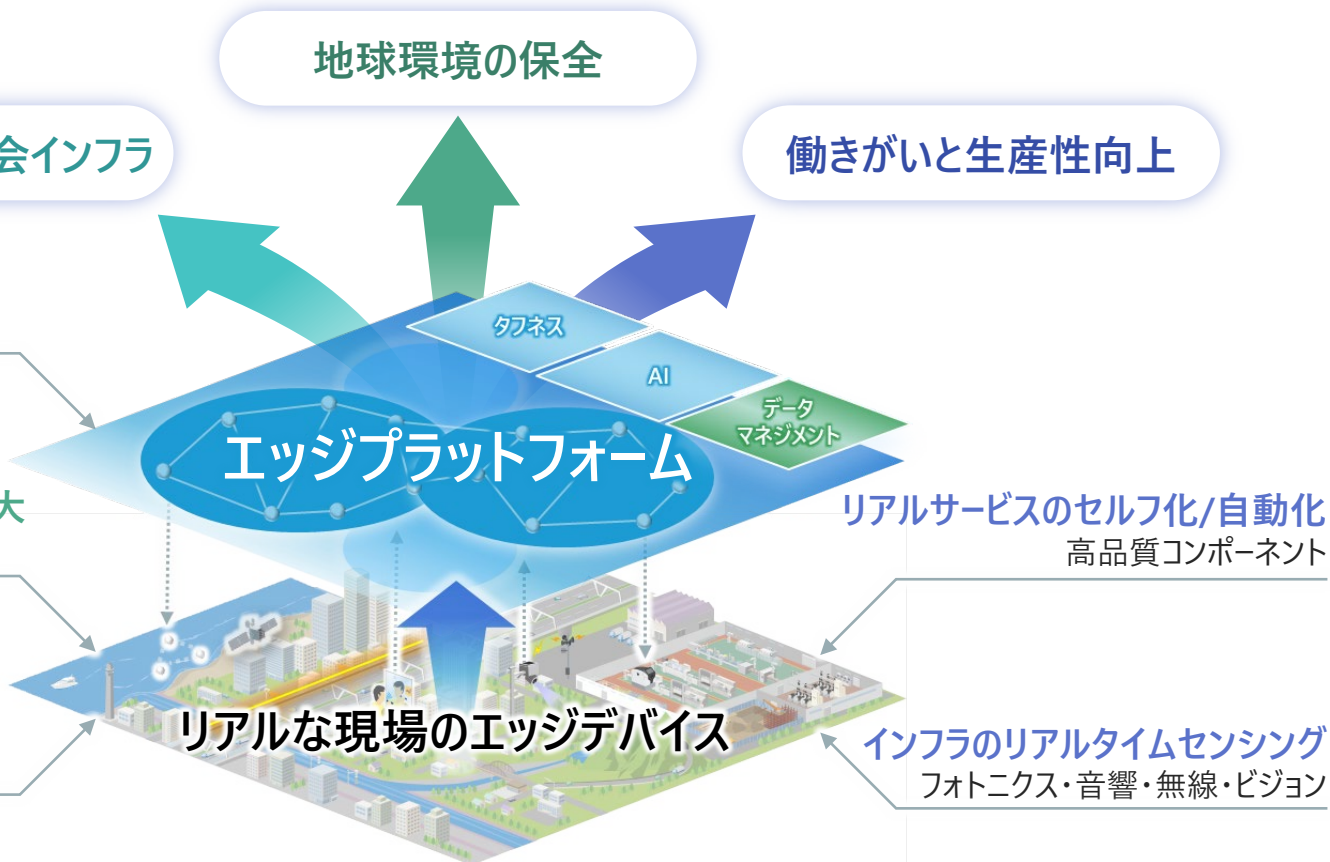 地球環境の保全
会インフラ
働きがいと生産性向上
タフネス
AI
データ
マネジメント
エッジプラットフォーム
大
リアルサービスのセルフ化/自動化
高品質コンポーネント
リアルな現場のエッジデバイス
インフラのリアルタイムセンシング
フォトニクス・音響・無線・ビジョン